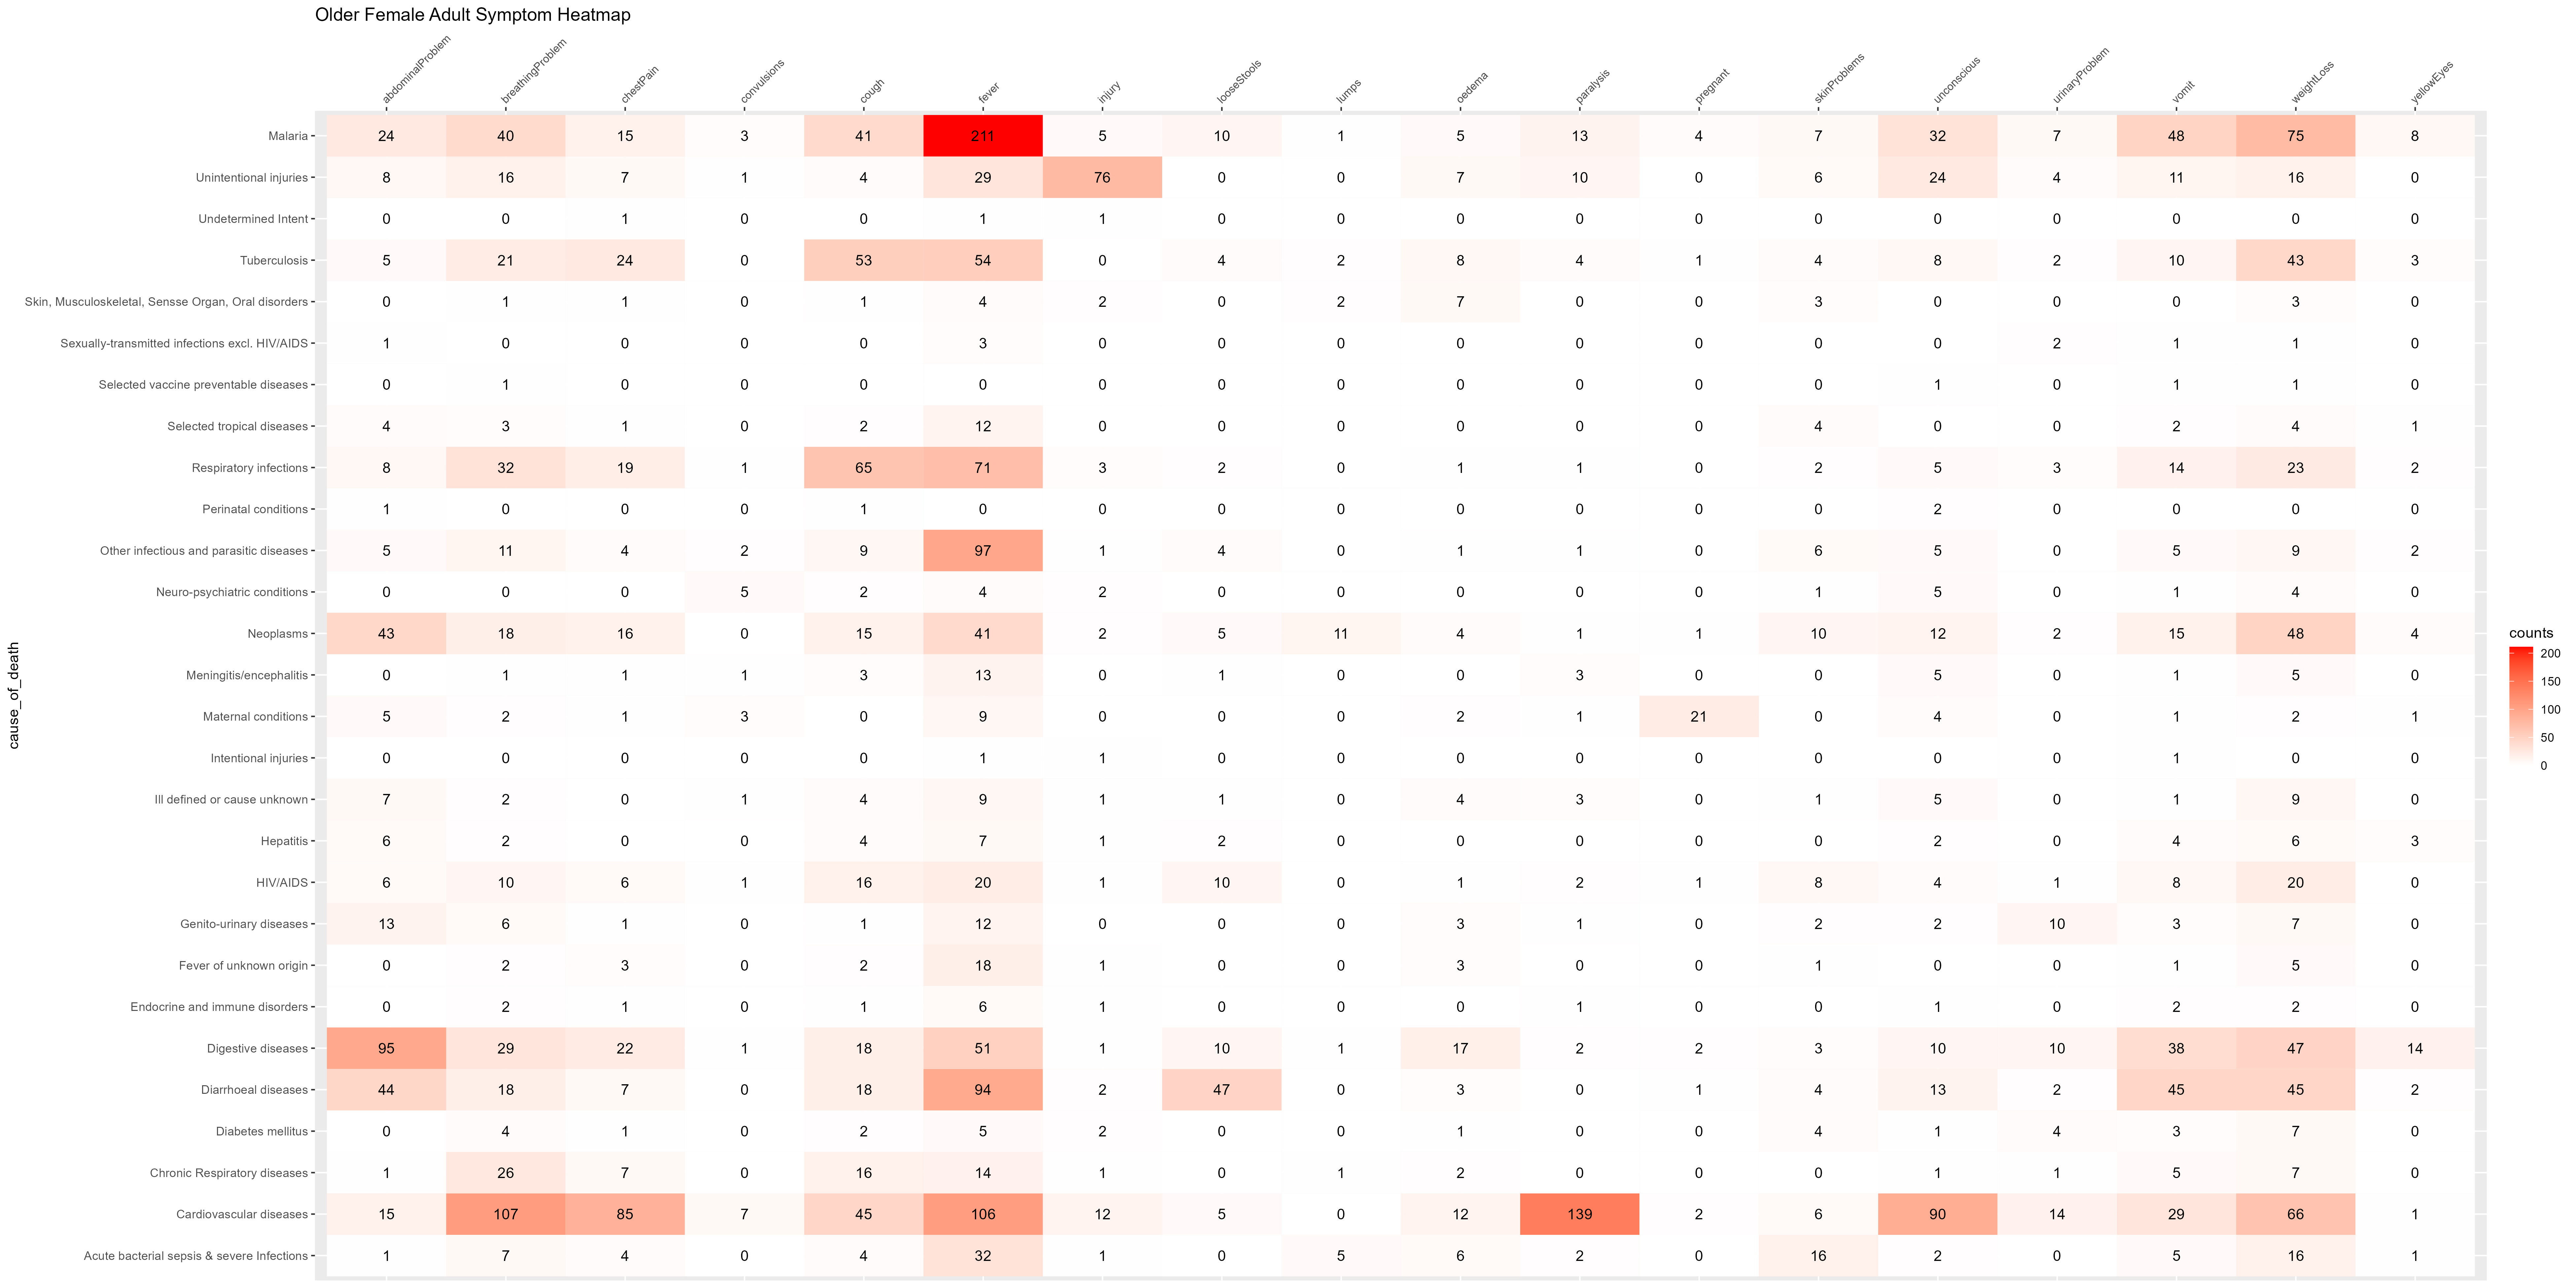 Older Female Adult Symptom Heatmap
abdominalProblem breathingProblem chestPain convulsions cough fever injury looseStools lumps oedema paralysis pregnant skinProblems unconscious urinaryProblem vomit weightLoss yellowEyes
Malaria 24 40 15 3 41 211 5 10 1 5 13 4 7 32 7 48 75 8
Unintentional injuries 8 16 7 1 4 29 76 0 0 7 10 0 6 24 4 11 16 0
Undetermined Intent 0 0 1 0 0 1 1 0 0 0 0 0 0 0 0 0 0 0
Tuberculosis 5 21 24 0 53 54 0 4 2 8 4 1 4 8 2 10 43 3
Skin, Musculoskeletal, Sensse Organ, Oral disorders 0 1 1 0 1 4 2 0 2 7 0 0 3 0 0 0 3 0
Sexually-transmitted infections excl. HIV/AIDS 1 0 0 0 0 3 0 0 0 0 0 0 0 0 2 1 1 0
Selected vaccine preventable diseases 0 1 0 0 0 0 0 0 0 0 0 0 0 1 0 1 1 0
Selected tropical diseases 4 3 1 0 2 12 0 0 0 0 0 0 4 0 0 2 4 1
Respiratory infections 8 32 19 1 65 71 3 2 0 1 1 0 2 5 3 14 23 2
Perinatal conditions 1 0 0 0 1 0 0 0 0 0 0 0 0 2 0 0 0 0
Other infectious and parasitic diseases 5 11 4 2 9 97 1 4 0 1 1 0 6 5 0 5 9 2
Neuro-psychiatric conditions 0 0 0 5 2 4 2 0 0 0 0 0 1 5 0 1 4 0
Neoplasms 43 18 16 0 15 41 2 5 11 4 1 1 10 12 2 15 48 4
Meningitis/encephalitis 0 1 1 1 3 13 0 1 0 0 3 0 0 5 0 1 5 0
Maternal conditions 5 2 1 3 0 9 0 0 0 2 1 21 0 4 0 1 2 1
Intentional injuries 0 0 0 0 0 1 1 0 0 0 0 0 0 0 0 1 0 0
Ill defined or cause unknown 7 2 0 1 4 9 1 1 0 4 3 0 1 5 0 1 9 0
Hepatitis 6 2 0 0 4 7 1 2 0 0 0 0 0 2 0 4 6 3
HIV/AIDS 6 10 6 1 16 20 1 10 0 1 2 1 8 4 1 8 20 0
Genito-urinary diseases 13 6 1 0 1 12 0 0 0 3 1 0 2 2 10 3 7 0
Fever of unknown origin 0 2 3 0 2 18 1 0 0 3 0 0 1 0 0 1 5 0
Endocrine and immune disorders 0 2 1 0 1 6 1 0 0 0 1 0 0 1 0 2 2 0
Digestive diseases 95 29 22 1 18 51 1 10 1 17 2 2 3 10 10 38 47 14
Diarrhoeal diseases 44 18 7 0 18 94 2 47 0 3 0 1 4 13 2 45 45 2
Diabetes mellitus 0 4 1 0 2 5 2 0 0 1 0 0 4 1 4 3 7 0
Chronic Respiratory diseases 1 26 7 0 16 14 1 0 1 2 0 0 0 1 1 5 7 0
Cardiovascular diseases 15 107 85 7 45 106 12 5 0 12 139 2 6 90 14 29 66 1
Acute bacterial sepsis & severe Infections 1 7 4 0 4 32 1 0 5 6 2 0 16 2 0 5 16 1
cause_of_death
counts
200
150
100
50
0